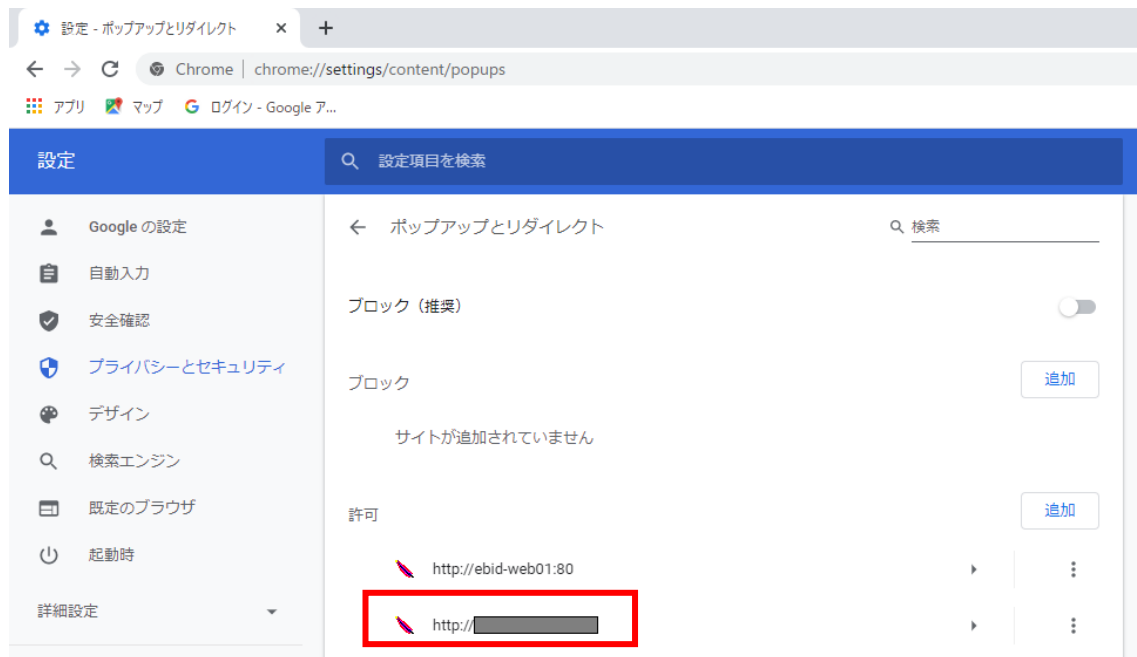 設定 - ポップアップとリダイレクト
Chrome | chrome://settings/content/popups
アプリ マップ ログイン - Google ア...
設定
設定項目を検索
Google の設定
自動入力
安全確認
プライバシーとセキュリティ
デザイン
検索エンジン
既定のブラウザ
起動時
詳細設定
ポップアップとリダイレクト
検索
ブロック（推奨）
ブロック
追加
サイトが追加されていません
許可
追加
http://ebid-web01:80
http://